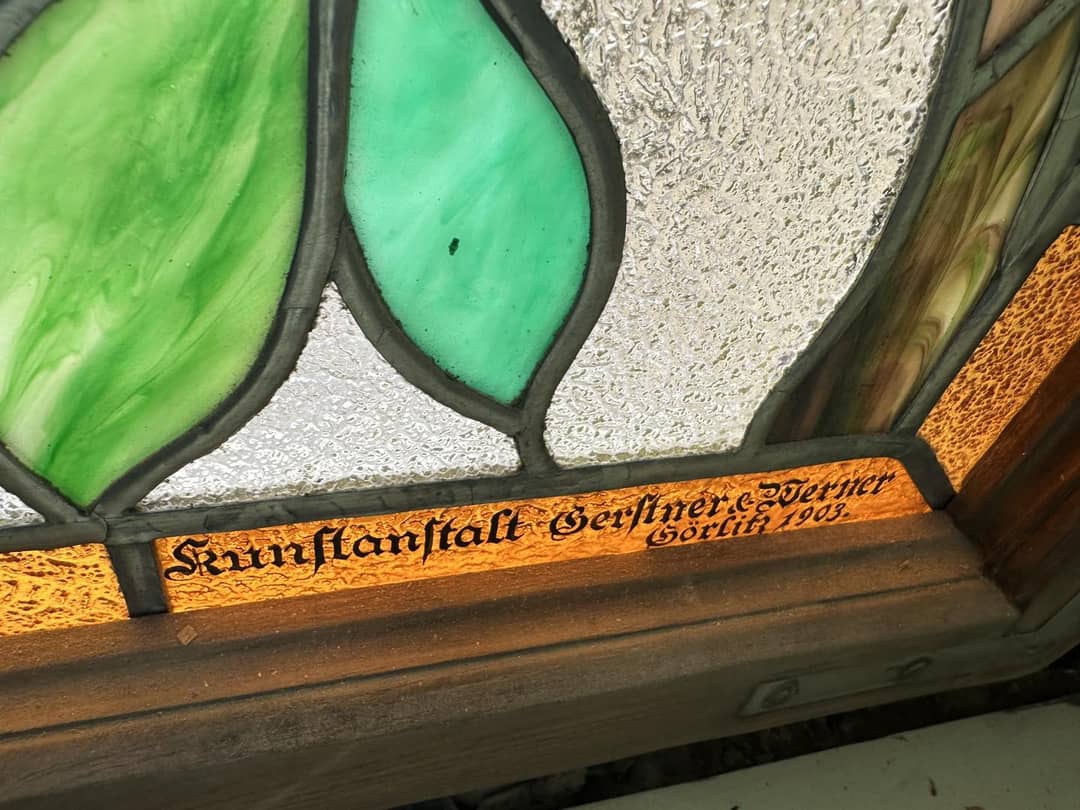 Kunstanstalt Gerstner & Werner
Görlitz 1903.